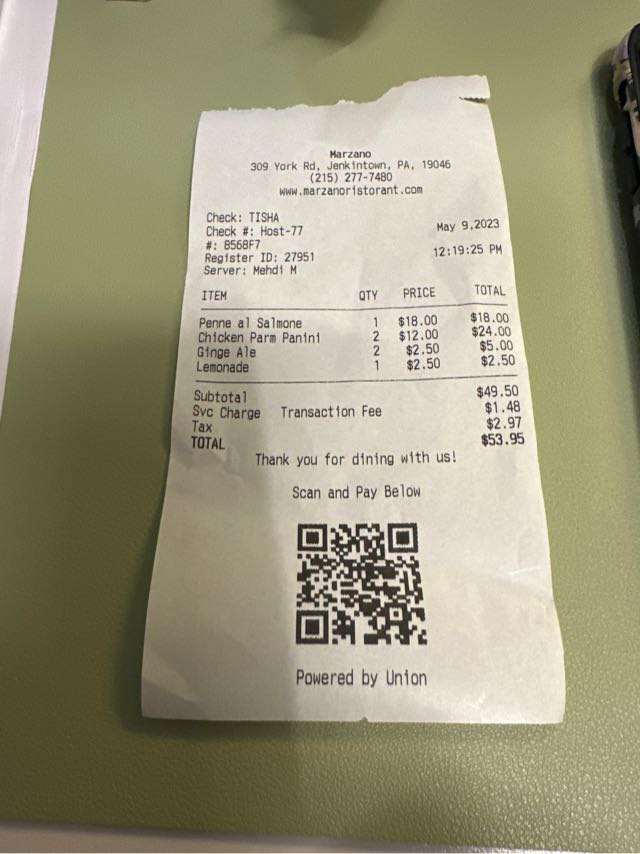 Marzano
309 York Rd, Jenkintown, PA, 19046
(215) 277-7480
www.marzanoristorant.com
Check: TISHA
Check #: Host-77 May 9,2023
#: 8568F7
Register ID: 27951 12:19:25 PM
Server: Mehdi M
ITEM QTY PRICE TOTAL
Penne al Salmone 1 $18.00 $18.00
Chicken Parm Panini 2 $12.00 $24.00
Ginge Ale 2 $2.50 $5.00
Lemonade 1 $2.50 $2.50
Subtotal $49.50
Svc Charge Transaction Fee $1.48
Tax $2.97
TOTAL $53.95
Thank you for dining with us!
Scan and Pay Below
Powered by Union